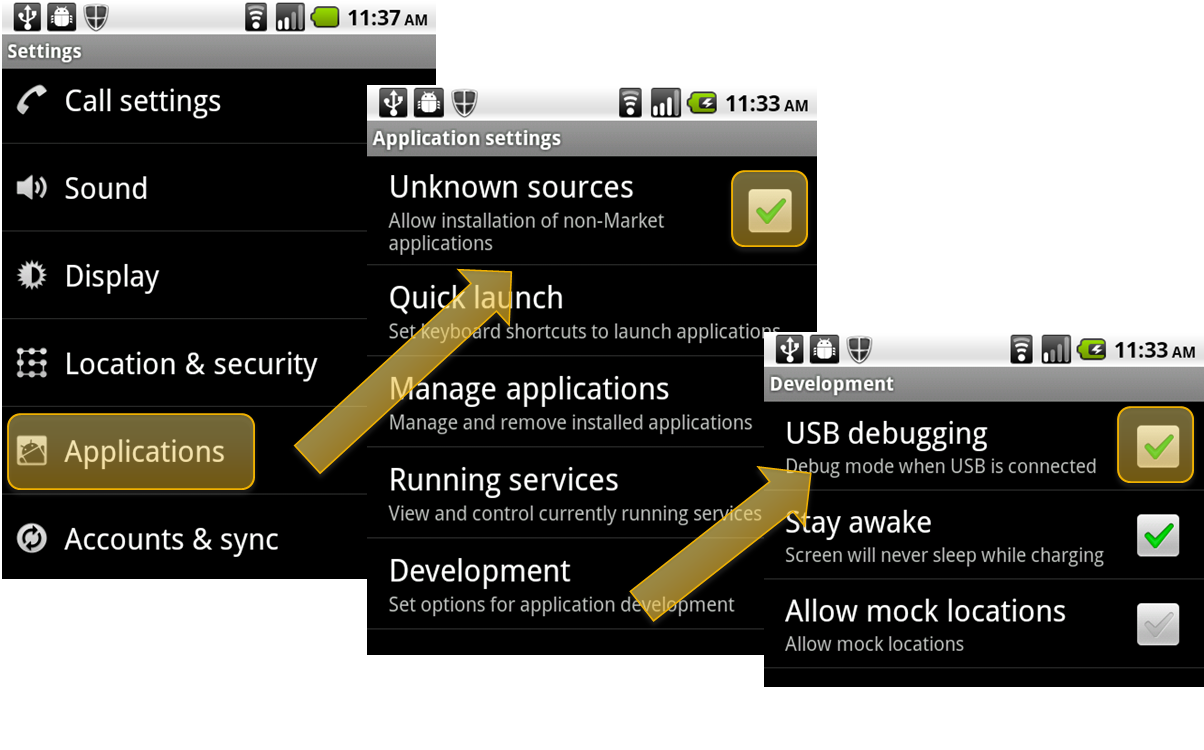 11:37 AM
Settings
Call settings
Sound
Display
Location & security
Applications
Accounts & sync
11:33 AM
Application settings
Unknown sources
Allow installation of non-Market
applications
Quick launch
Set keyboard shortcuts to launch applications
Manage applications
Manage and remove installed applications
Running services
View and control currently running services
Development
Set options for application development
11:33 AM
Development
USB debugging
Debug mode when USB is connected
Stay awake
Screen will never sleep while charging
Allow mock locations
Allow mock locations